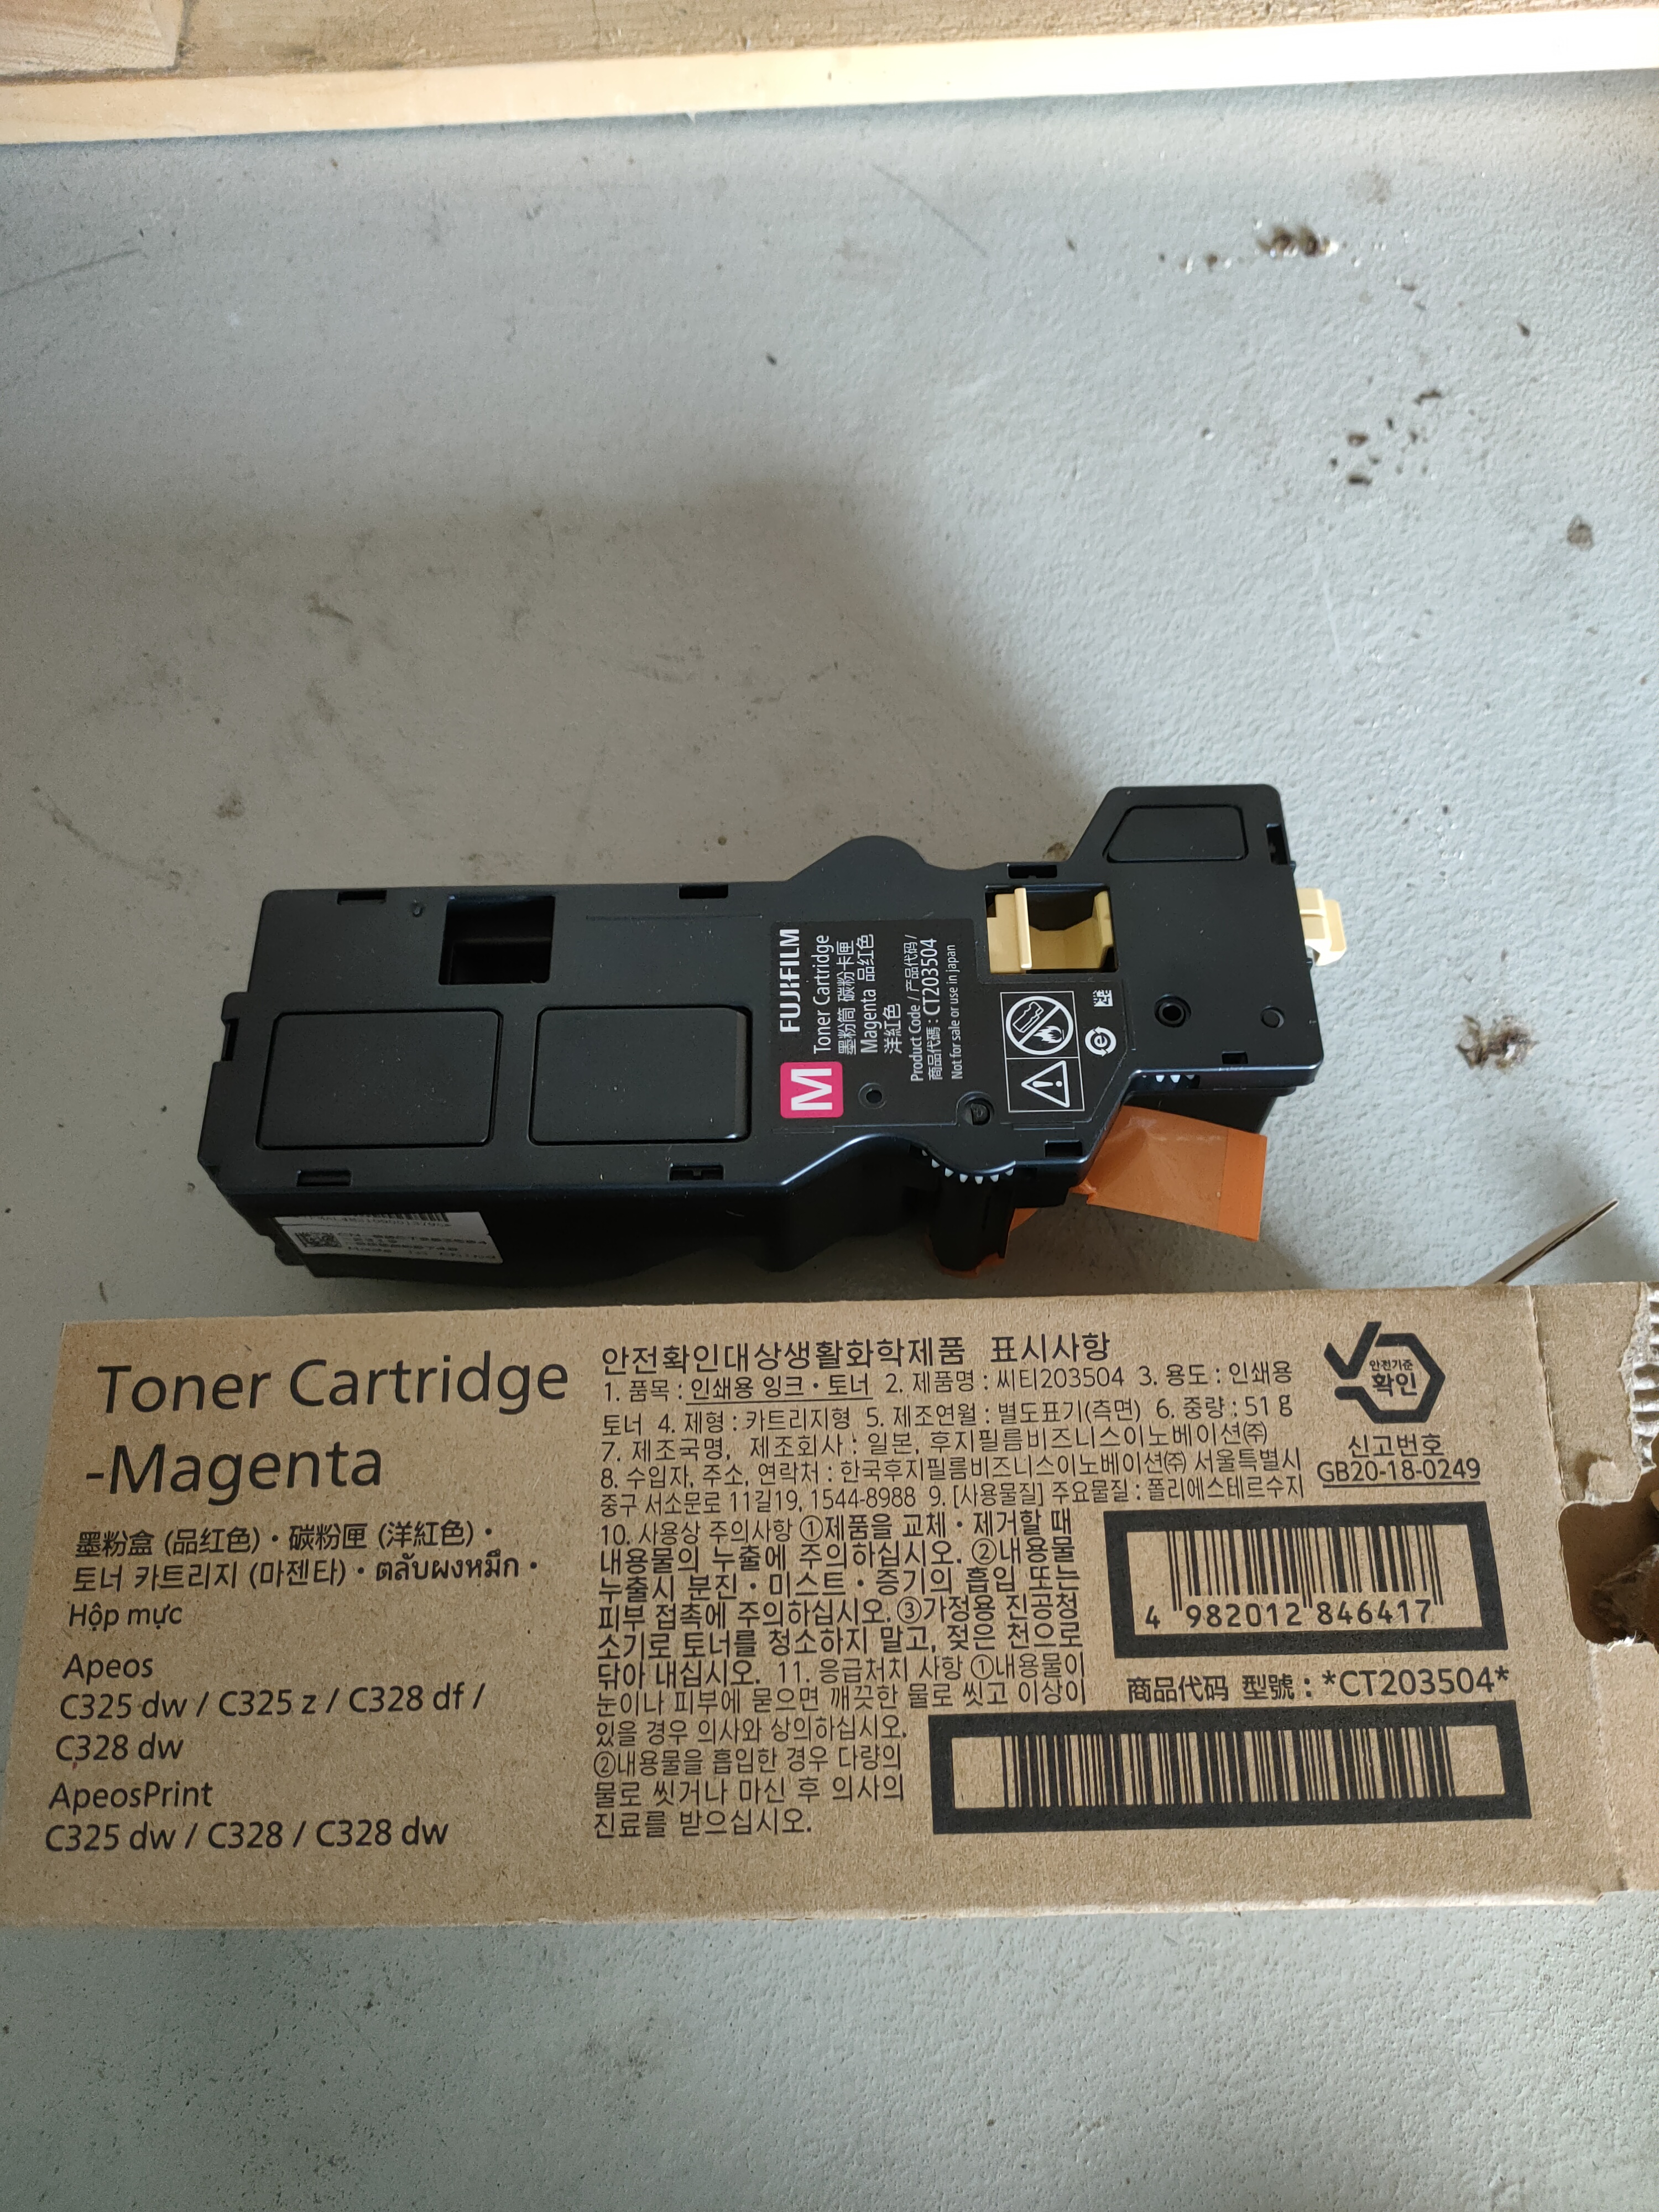 FUJIFILM
M
Toner Cartridge
墨粉筒 碳粉卡匣
Magenta 品红色
洋紅色
Product Code / 产品代码 /
商品代碼 : CT203504
Not for sale or use in japan
Made in China
Toner Cartridge
-Magenta
墨粉盒 (品红色)・碳粉匣 (洋紅色)・
토너 카트리지 (마젠타)・ตลับผงหมึก・
Hộp mực
Apeos
C325 dw / C325 z / C328 df /
C328 dw
ApeosPrint
C325 dw / C328 / C328 dw
안전확인대상생활화학제품 표시사항
1. 품목 : 인쇄용 잉크・토너 2. 제품명 : 씨티203504 3. 용도 : 인쇄용
토너 4. 제형 : 카트리지형 5. 제조연월 : 별도표기(측면) 6. 중량 : 51 g
7. 제조국명, 제조회사 : 일본, 후지필름비즈니스이노베이션㈜
8. 수입자, 주소, 연락처 : 한국후지필름비즈니스이노베이션㈜ 서울특별시
중구 서소문로 11길19, 1544-8988 9. [사용물질] 주요물질 : 폴리에스테르수지
10. 사용상 주의사항 ①제품을 교체・제거할 때
내용물의 누출에 주의하십시오. ②내용물
누출시 분진・미스트・증기의 흡입 또는
피부 접촉에 주의하십시오. ③가정용 진공청
소기로 토너를 청소하지 말고, 젖은 천으로
닦아 내십시오. 11. 응급처치 사항 ①내용물이
눈이나 피부에 묻으면 깨끗한 물로 씻고 이상이
있을 경우 의사와 상의하십시오.
②내용물을 흡입한 경우 다량의
물로 씻거나 마신 후 의사의
진료를 받으십시오.
안전기준
확인
신고번호
GB20-18-0249
4 982012 846417
商品代码 型號 : *CT203504*